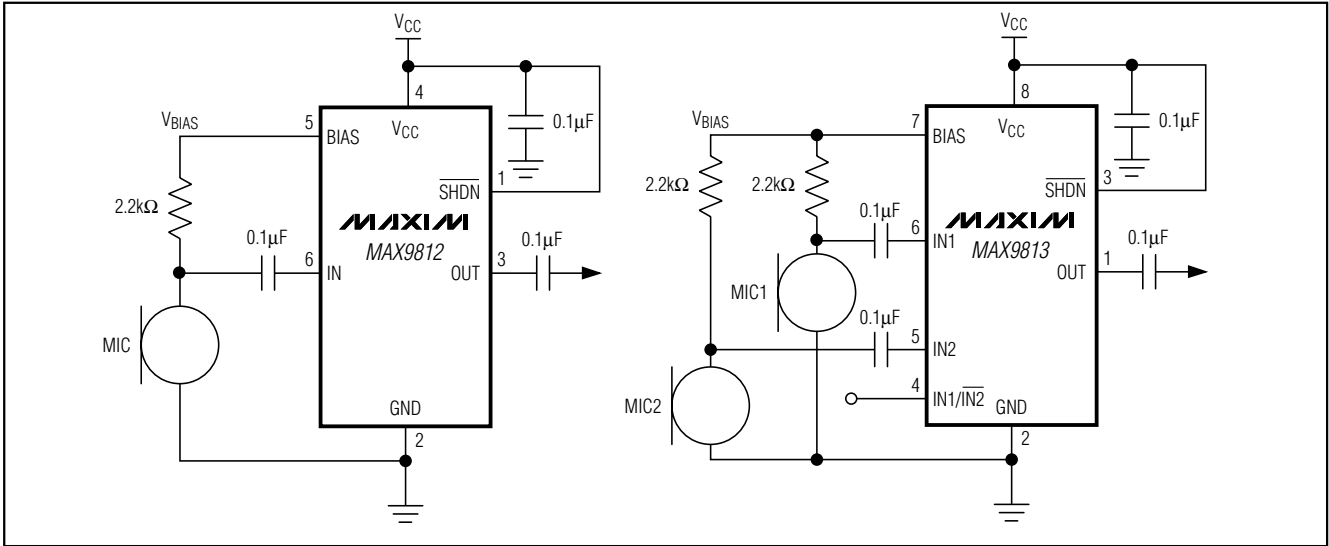 VCC
4
VCC
0.1µF
VBIAS
5
BIAS
1
SHDN
2.2kΩ
MAXIM
MAX9812
0.1µF
6
IN
OUT
3
0.1µF
MIC
GND
2
VCC
8
VCC
0.1µF
VBIAS
7
BIAS
3
SHDN
2.2kΩ
2.2kΩ
MAXIM
MAX9813
0.1µF
6
IN1
OUT
1
0.1µF
MIC1
0.1µF
5
IN2
4
IN1/IN2
MIC2
GND
2